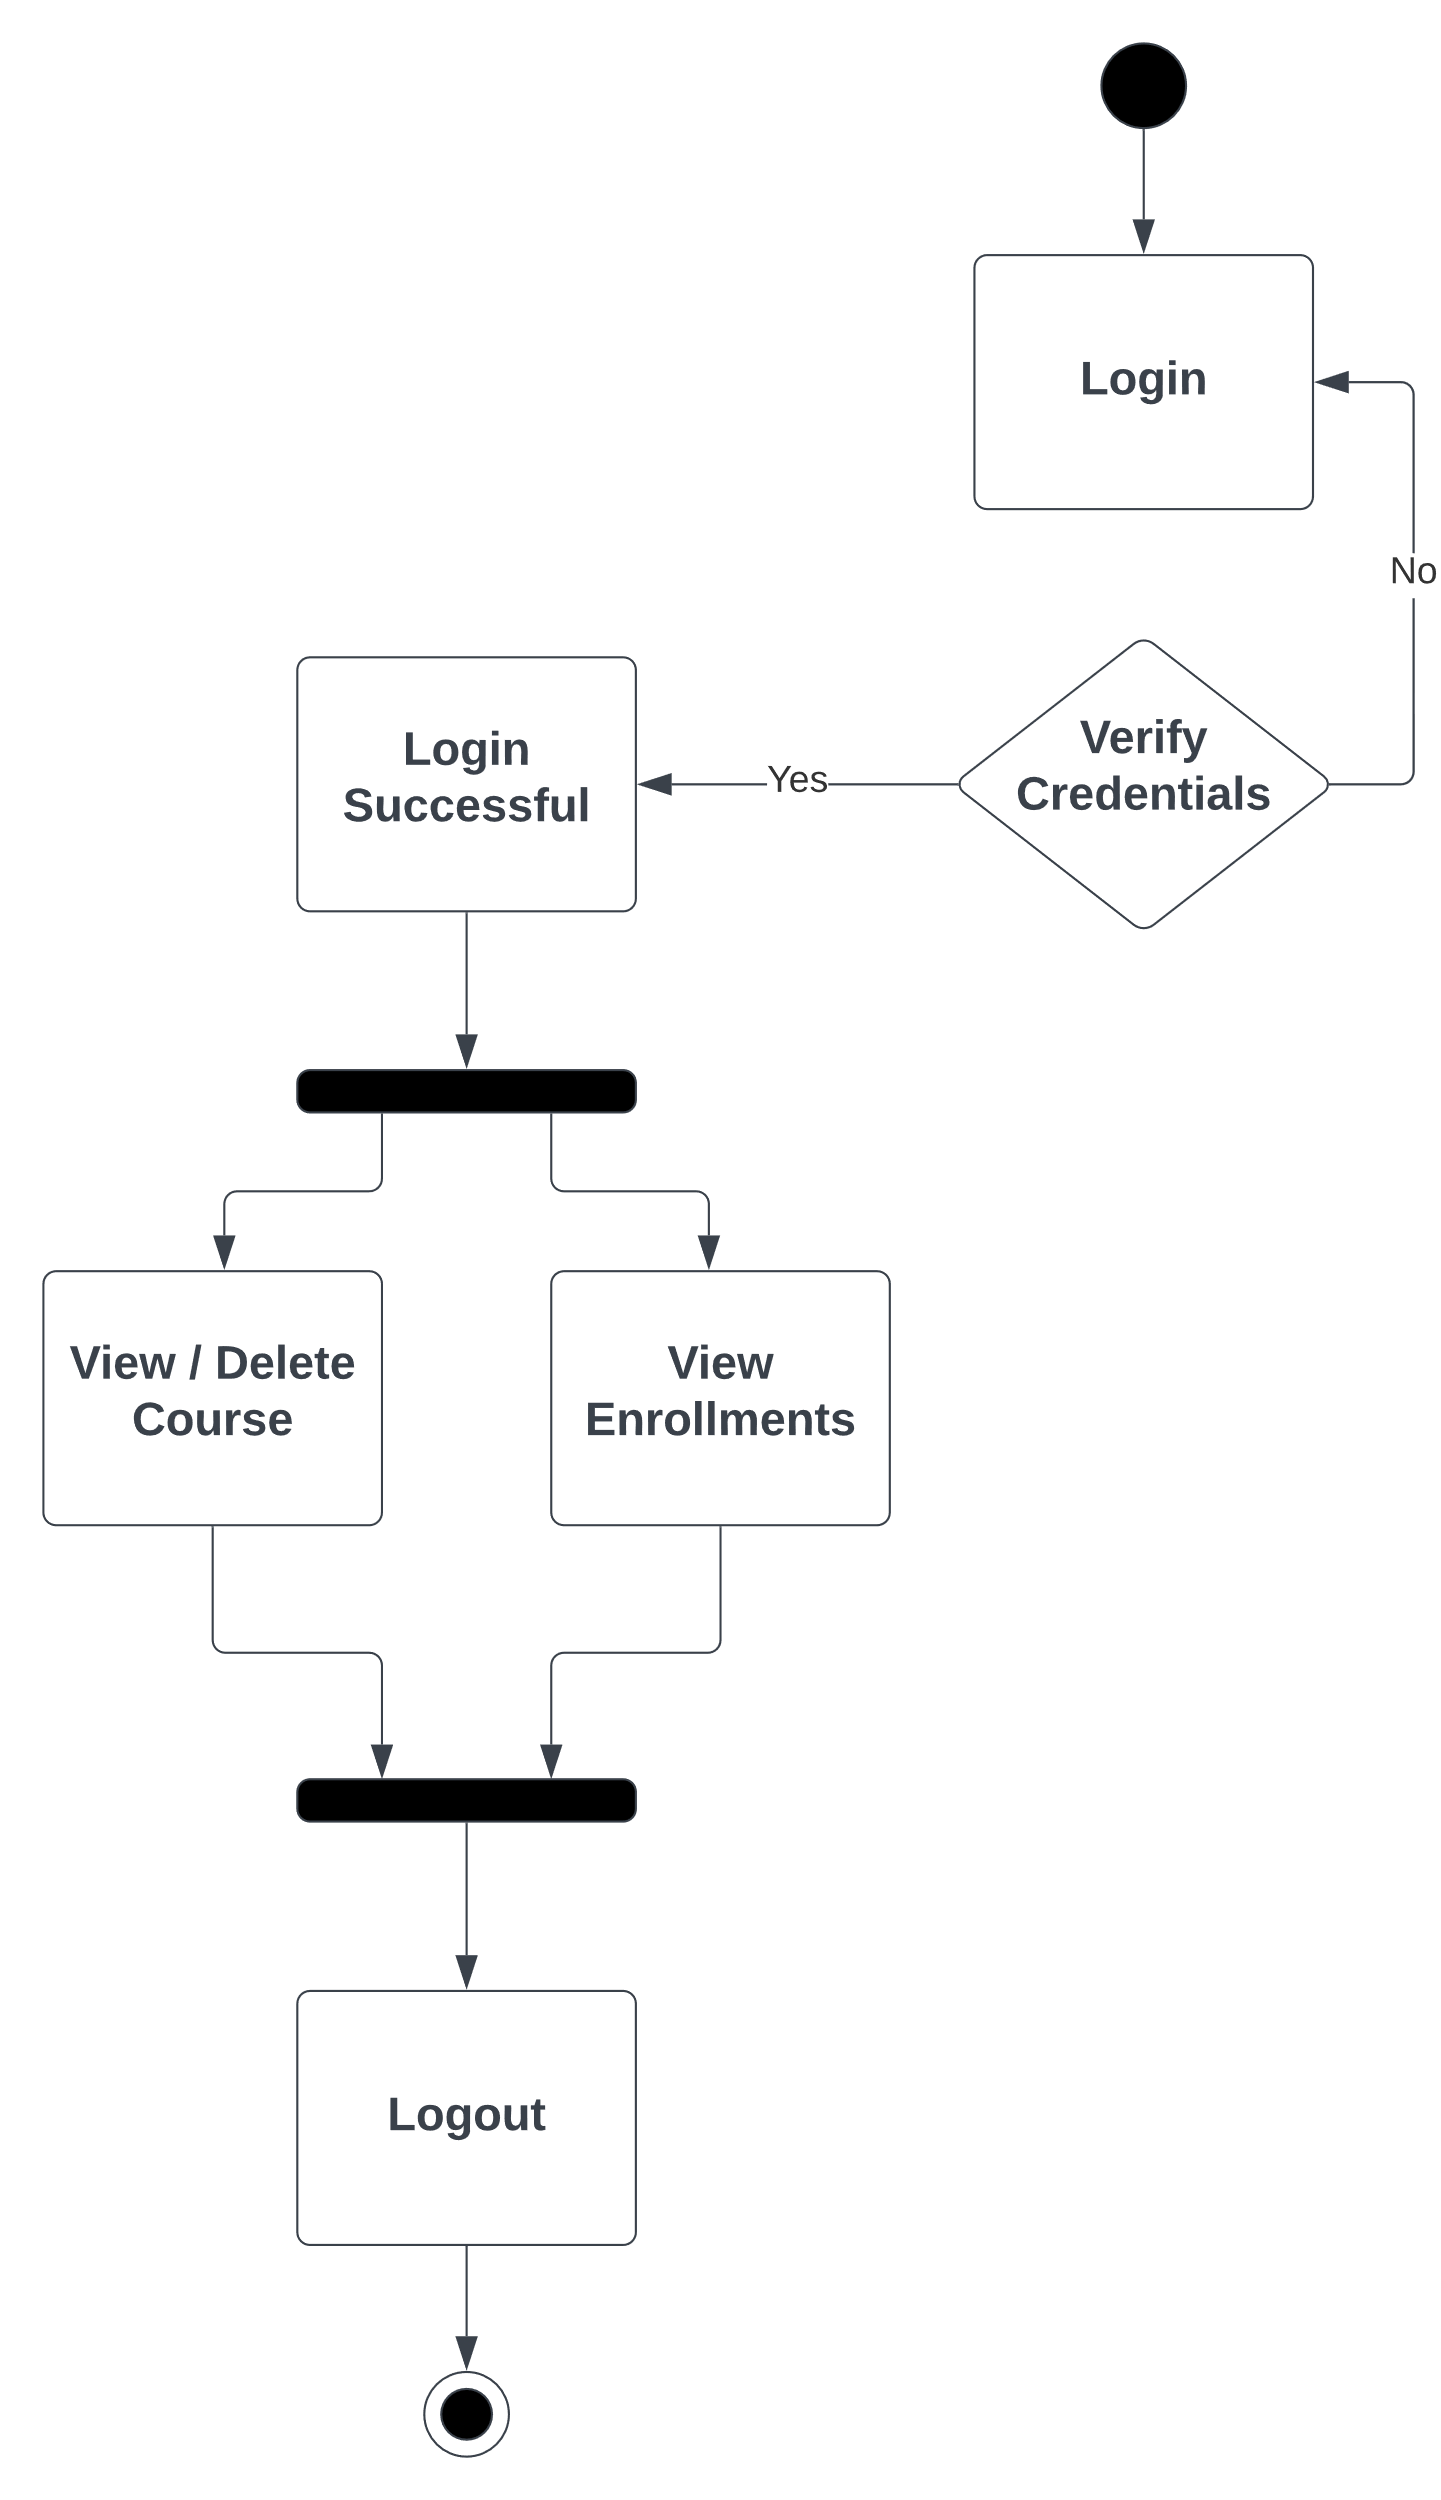 Login
No
Verify
Credentials
Yes
Login
Successful
View / Delete
Course
View
Enrollments
Logout